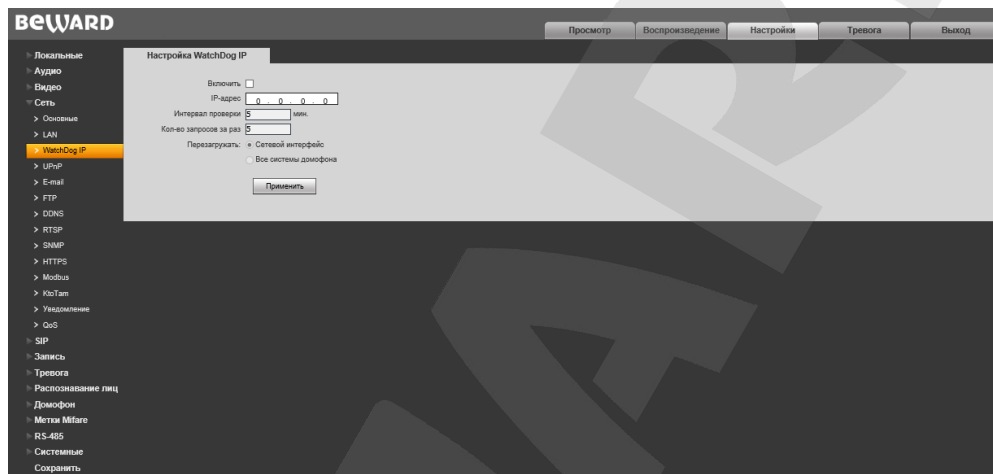 BEWARD
Просмотр
Воспроизведение
Настройки
Тревога
Выход
Локальные
Аудио
Видео
Сеть
Основные
LAN
WatchDog IP
UPnP
E-mail
FTP
DDNS
RTSP
SNMP
HTTPS
Modbus
KtoTam
Уведомление
QoS
SIP
Запись
Тревога
Распознавание лиц
Домофон
Метки Mifare
RS-485
Системные
Сохранить
Настройка WatchDog IP
Включить
IP-адрес 0 . 0 . 0 . 0
Интервал проверки 5 мин.
Кол-во запросов за раз 5
Перезагружать: Сетевой интерфейс
Все системы домофона
Применить